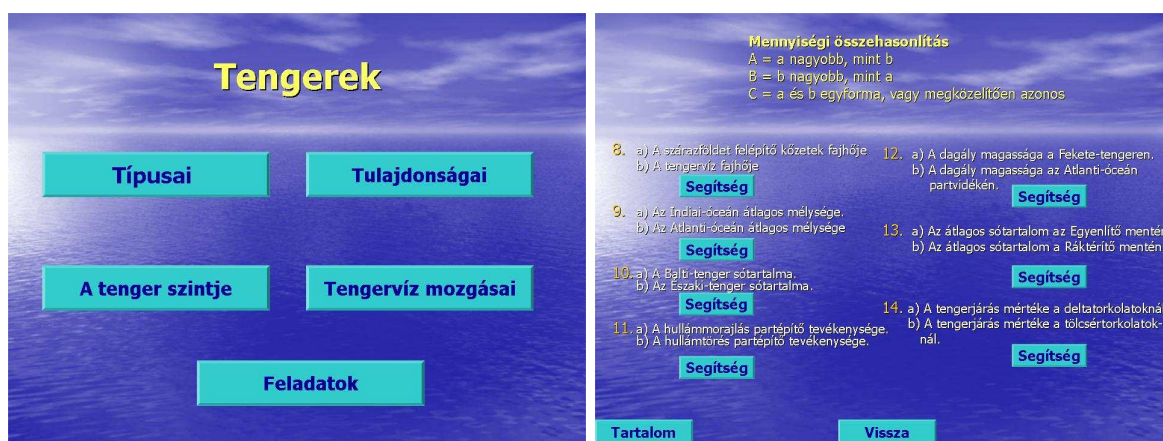 Tengerek
Típusai
Tulajdonságai
A tenger szintje
Tengervíz mozgásai
Feladatok
Mennyiségi összehasonlítás
A = a nagyobb, mint b
B = b nagyobb, mint a
C = a és b egyforma, vagy megközelítően azonos
8. a) A szárazföldet felépítő kőzetek fajhője
b) A tengervíz fajhője
Segítség
9. a) Az Indiai-óceán átlagos mélysége.
b) Az Atlanti-óceán átlagos mélysége
Segítség
10. a) A Balti-tenger sótartalma.
b) Az Északi-tenger sótartalma.
Segítség
11. a) A hullámmorajlás partépítő tevékenysége.
b) A hullámtörés partépítő tevékenysége.
Segítség
12. a) A dagály magassága a Fekete-tengeren.
b) A dagály magassága az Atlanti-óceán
partvidékén.
Segítség
13. a) Az átlagos sótartalom az Egyenlítő mentén
b) Az átlagos sótartalom a Ráktérítő mentén
Segítség
14. a) A tengerjárás mértéke a deltatorkolatoknál
b) A tengerjárás mértéke a tölcsértorkolatok-
nál.
Segítség
Tartalom
Vissza